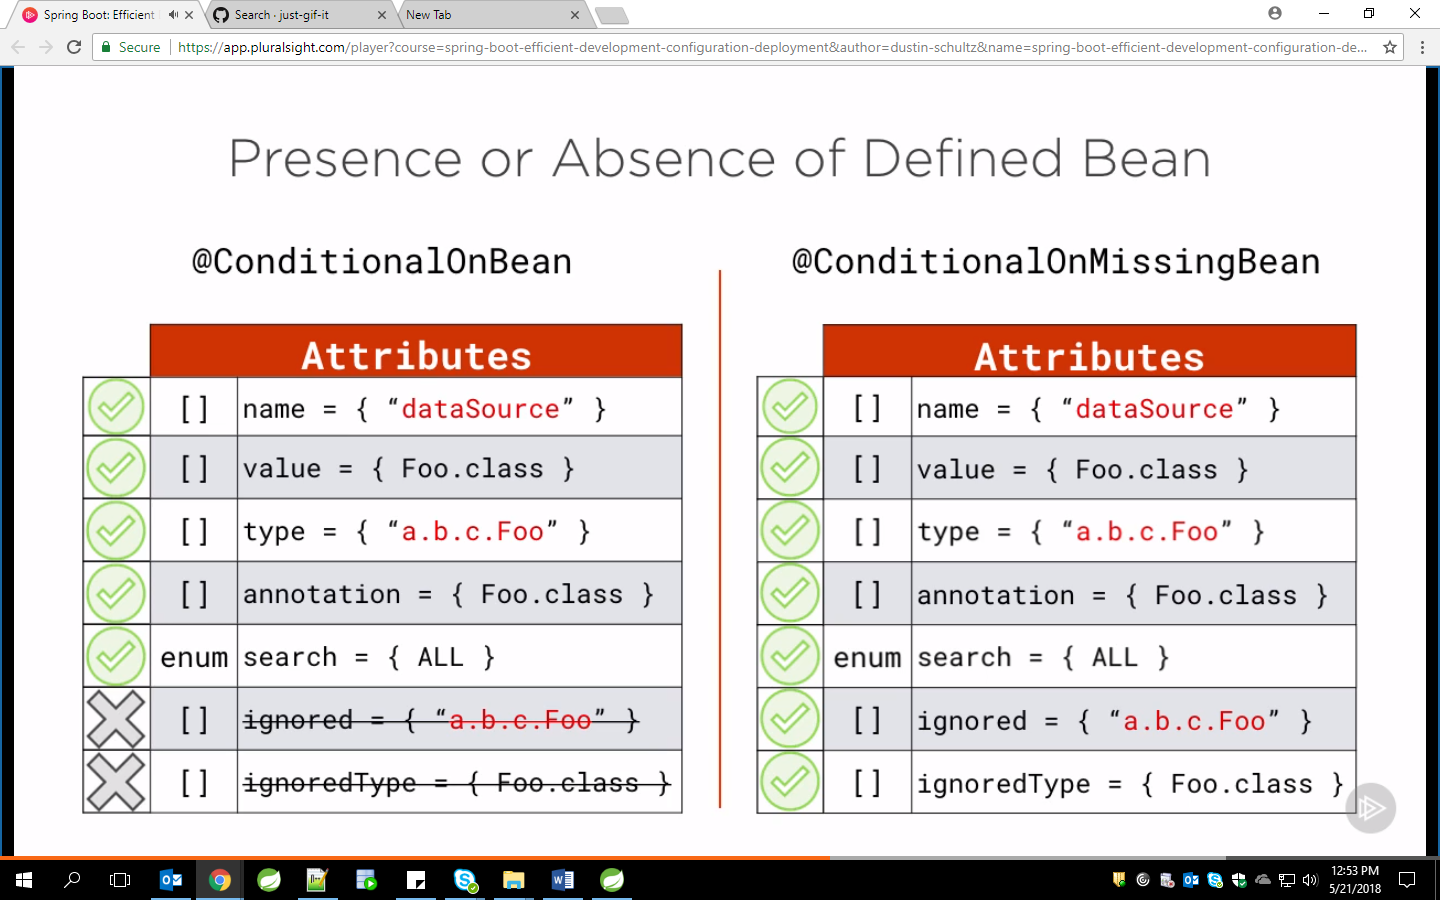 Spring Boot: Efficient
Search · just-gif-it
New Tab
Secure
https://app.pluralsight.com/player?course=spring-boot-efficient-development-configuration-deployment&author=dustin-schultz&name=spring-boot-efficient-development-configuration-de...
Presence or Absence of Defined Bean
@ConditionalOnBean
Attributes
[] name = { “dataSource” }
[] value = { Foo.class }
[] type = { “a.b.c.Foo” }
[] annotation = { Foo.class }
enum search = { ALL }
[] ignored = { “a.b.c.Foo” }
[] ignoredType = { Foo.class }
@ConditionalOnMissingBean
Attributes
[] name = { “dataSource” }
[] value = { Foo.class }
[] type = { “a.b.c.Foo” }
[] annotation = { Foo.class }
enum search = { ALL }
[] ignored = { “a.b.c.Foo” }
[] ignoredType = { Foo.class }
12:53 PM
5/21/2018